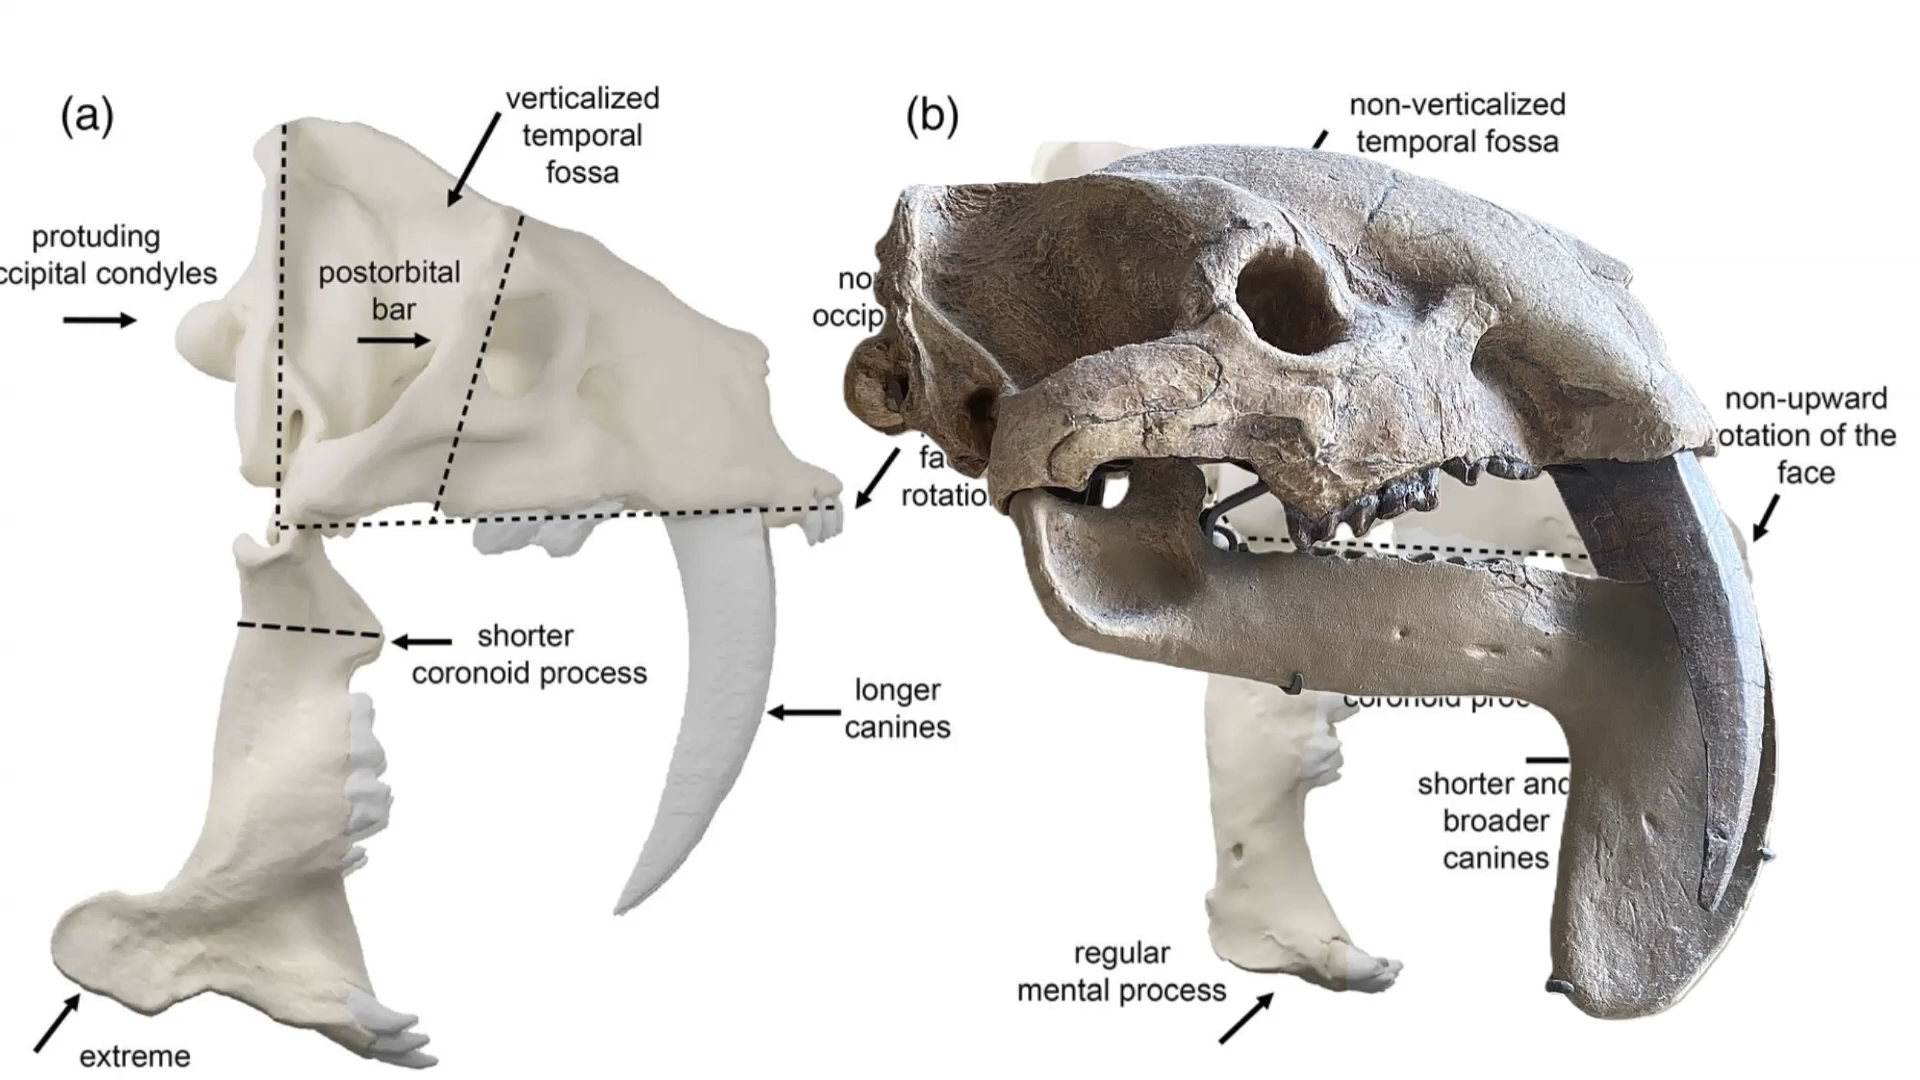 (a)
verticalized
temporal
fossa
protuding
ccipital condyles
postorbital
bar
shorter
coronoid process
longer
canines
extreme
(b)
non-verticalized
temporal fossa
no
occip
fa
rotatio
non-upward
otation of the
face
coronoid proc
shorter and
broader
canines
regular
mental process